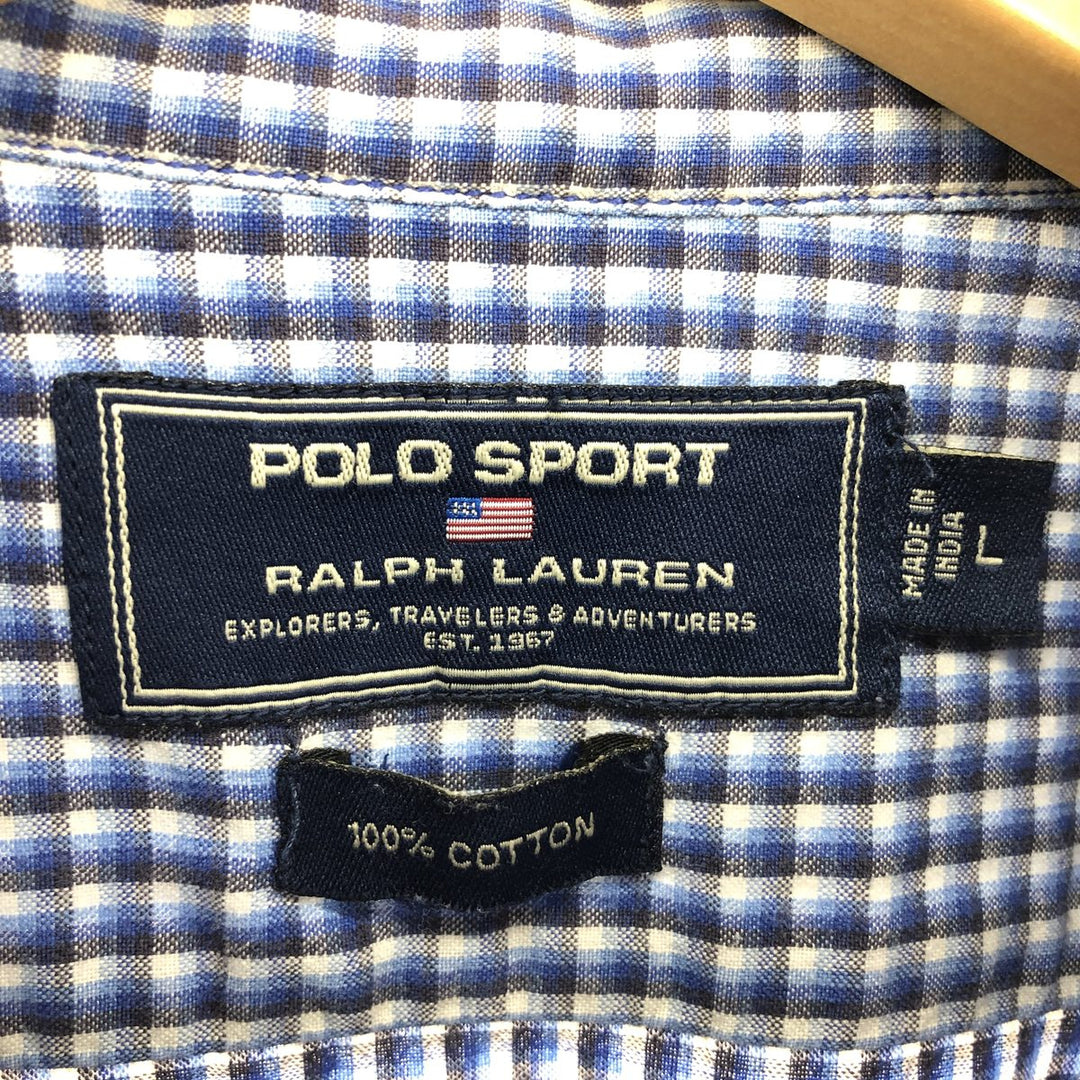 POLO SPORT
RALPH LAUREN
EXPLORERS, TRAVELERS & ADVENTURERS
EST. 1967
MADE IN
INDIA
L
100% COTTON